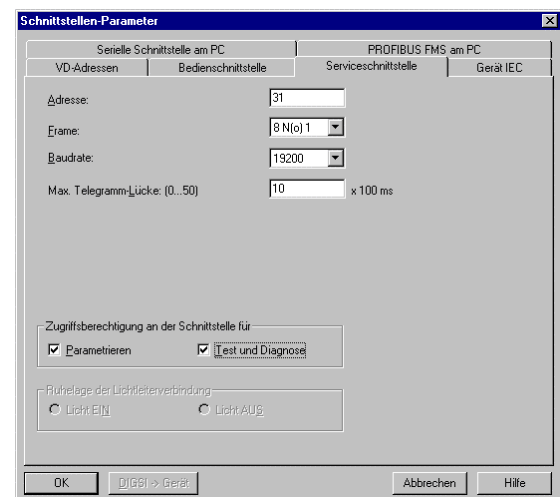 Schnittstellen-Parameter
Serielle Schnittstelle am PC PROFIBUS FMS am PC
VD-Adressen Bedienschnittstelle Serviceschnittstelle Gerät IEC
Adresse: 31
Frame: 8 N(o) 1
Baudrate: 19200
Max. Telegramm-Lücke: (0...50) 10 x 100 ms
Zugriffsberechtigung an der Schnittstelle für
Parametrieren Test und Diagnose
Ruhelage der Lichtleiterverbindung
Licht EIN Licht AUS
OK DIGSI -> Gerät Abbrechen Hilfe